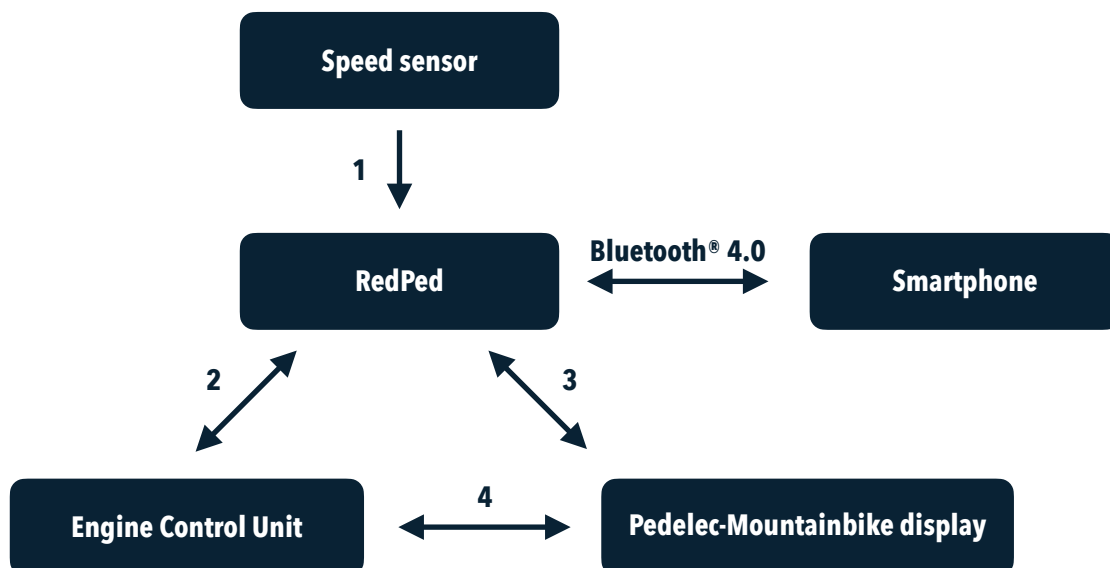 Speed sensor
1
RedPed
Bluetooth® 4.0
Smartphone
2
3
Engine Control Unit
4
Pedelec-Mountainbike display